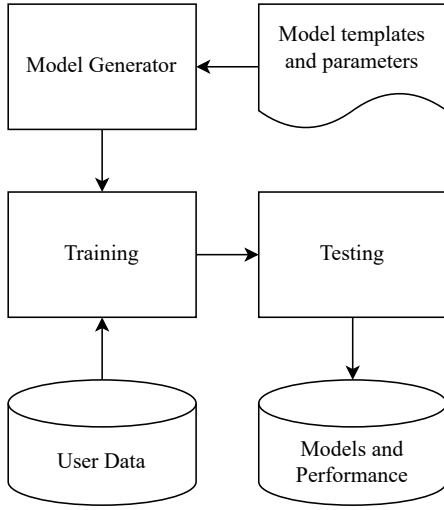 Model Generator
Model templates
and parameters
Training
Testing
User Data
Models and
Performance